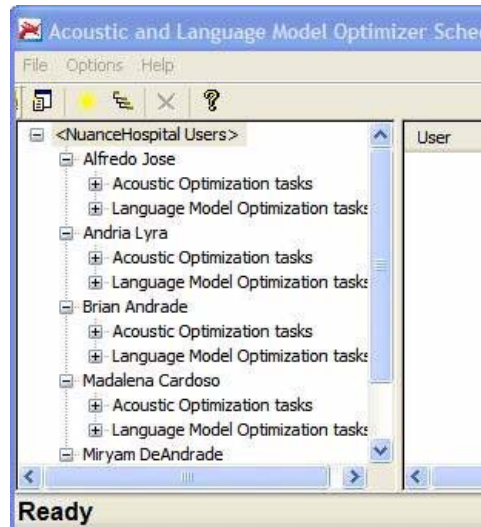 Acoustic and Language Model Optimizer Sche
File Options Help
<NuanceHospital Users>
User
Alfredo Jose
Acoustic Optimization tasks
Language Model Optimization tasks
Andria Lyra
Acoustic Optimization tasks
Language Model Optimization tasks
Brian Andrade
Acoustic Optimization tasks
Language Model Optimization tasks
Madalena Cardoso
Acoustic Optimization tasks
Language Model Optimization tasks
Miryam DeAndrade
Ready